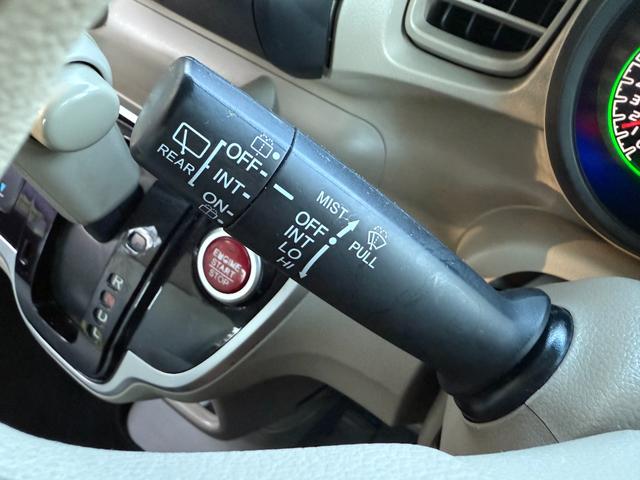 REAR
OFF
INT
ON
MIST
OFF
INT
LO
HI
PULL
ENGINE
START
STOP
R